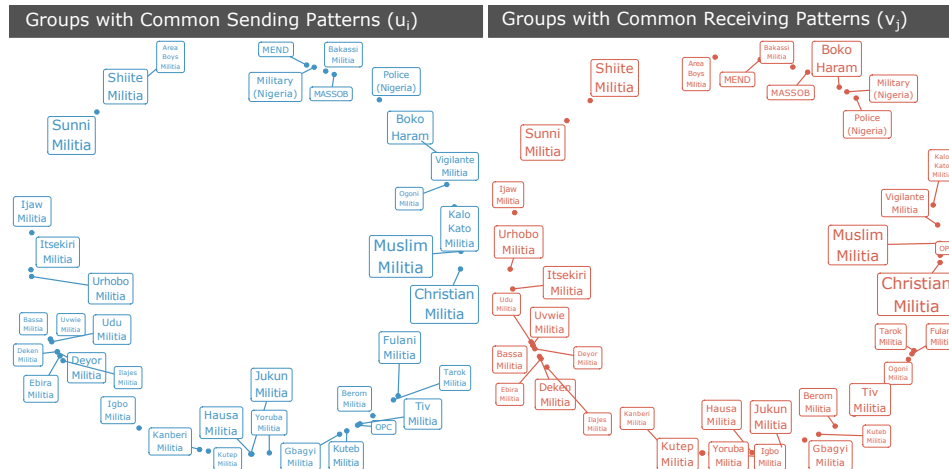 Groups with Common Sending Patterns (uᵢ)
Area
Boys
Militia
Shiite
Militia
Sunni
Militia
MEND
Bakassi
Militia
Military
(Nigeria)
MASSOB
Police
(Nigeria)
Boko
Haram
Vigilante
Militia
Ogoni
Militia
Kalo
Kato
Militia
Muslim
Militia
Christian
Militia
Ijaw
Militia
Itsekiri
Militia
Urhobo
Militia
Bassa
Militia
Uvwie
Militia
Udu
Militia
Deken
Militia
Deyor
Militia
Ilajes
Militia
Ebira
Militia
Igbo
Militia
Kanberi
Militia
Hausa
Militia
Kutep
Militia
Jukun
Militia
Yoruba
Militia
Fulani
Militia
Tarok
Militia
Berom
Militia
Tiv
Militia
OPC
Kuteb
Militia
Gbagyi
Militia
Groups with Common Receiving Patterns (vⱼ)
Area
Boys
Militia
Shiite
Militia
Sunni
Militia
MEND
Bakassi
Militia
MASSOB
Boko
Haram
Military
(Nigeria)
Police
(Nigeria)
Kalo
Kato
Militia
Vigilante
Militia
Muslim
Militia
OPC
Christian
Militia
Ijaw
Militia
Urhobo
Militia
Itsekiri
Militia
Udu
Militia
Uvwie
Militia
Bassa
Militia
Deyor
Militia
Ebira
Militia
Deken
Militia
Ilajes
Militia
Kanberi
Militia
Kutep
Militia
Hausa
Militia
Yoruba
Militia
Jukun
Militia
Igbo
Militia
Tarok
Militia
Fulani
Militia
Ogoni
Militia
Tiv
Militia
Berom
Militia
Kuteb
Militia
Gbagyi
Militia